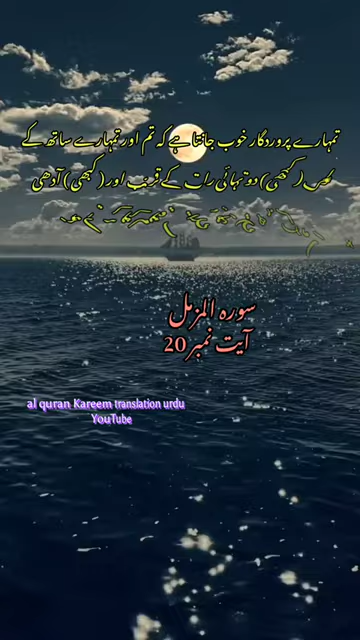 تمہارے پروردگار خوب جانتا ہے کہ تم اور تمہارے ساتھ کے
لوگ (کبھی) دو تہائی رات کے قریب اور (کبھی) آدھی
سورہ المزمل
آیت نمبر 20
al quran Kareem translation urdu
YouTube